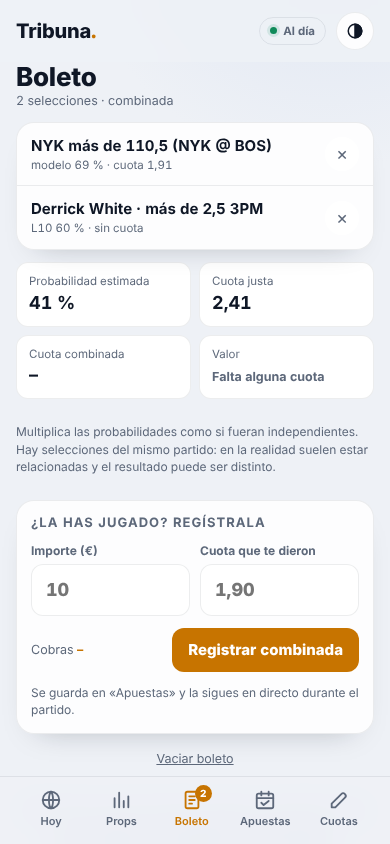 Tribuna.
Al día
Boleto
2 selecciones · combinada
NYK más de 110,5 (NYK @ BOS)
modelo 69 % · cuota 1,91
Derrick White · más de 2,5 3PM
L10 60 % · sin cuota
Probabilidad estimada
41 %
Cuota justa
2,41
Cuota combinada
–
Valor
Falta alguna cuota
Multiplica las probabilidades como si fueran independientes.
Hay selecciones del mismo partido: en la realidad suelen estar
relacionadas y el resultado puede ser distinto.
¿LA HAS JUGADO? REGÍSTRALA
Importe (€)
Cuota que te dieron
10
1,90
Cobras –
Registrar combinada
Se guarda en «Apuestas» y la sigues en directo durante el
partido.
Vaciar boleto
2
Hoy
Props
Boleto
Apuestas
Cuotas